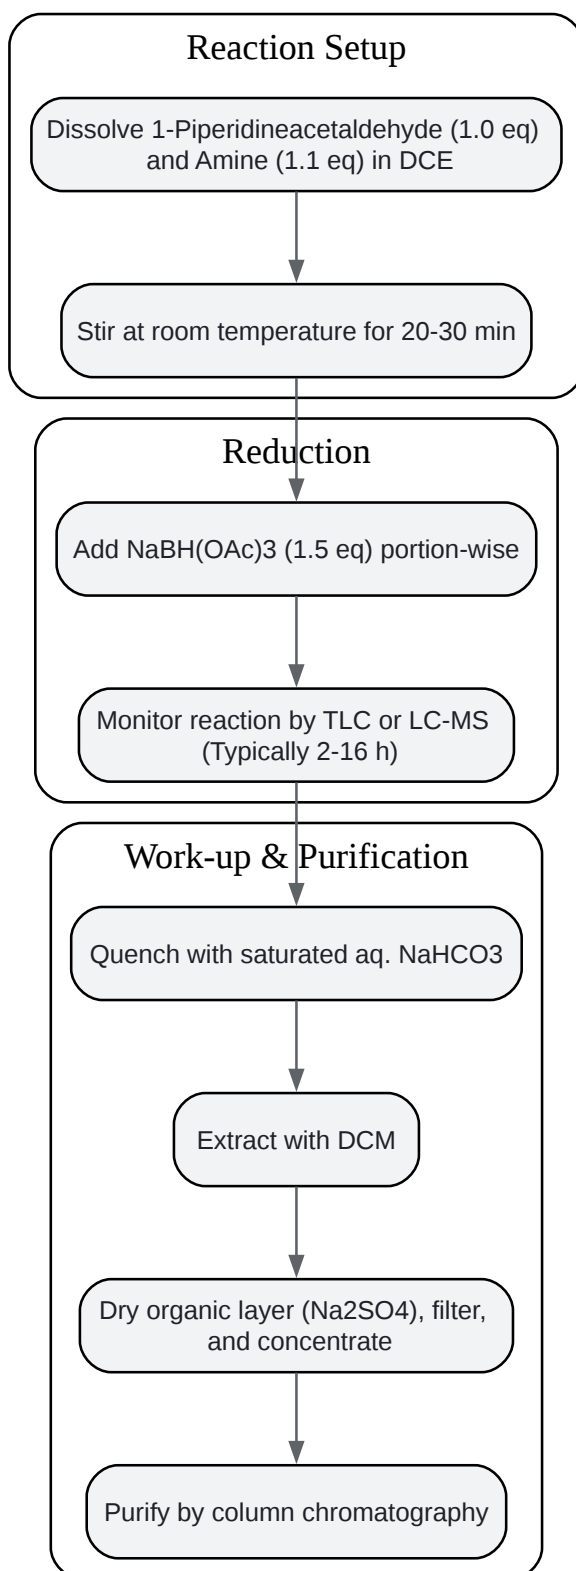 Reaction Setup
Dissolve 1-Piperidineacetaldehyde (1.0 eq)
and Amine (1.1 eq) in DCE
Stir at room temperature for 20-30 min
Reduction
Add NaBH(OAc)3 (1.5 eq) portion-wise
Monitor reaction by TLC or LC-MS
(Typically 2-16 h)
Work-up & Purification
Quench with saturated aq. NaHCO3
Extract with DCM
Dry organic layer (Na2SO4), filter,
and concentrate
Purify by column chromatography